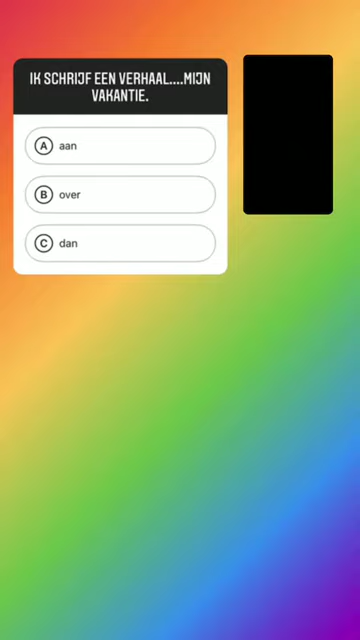 IK SCHRIJF EEN VERHAAL....MIJN
VAKANTIE.
A aan
B over
C dan